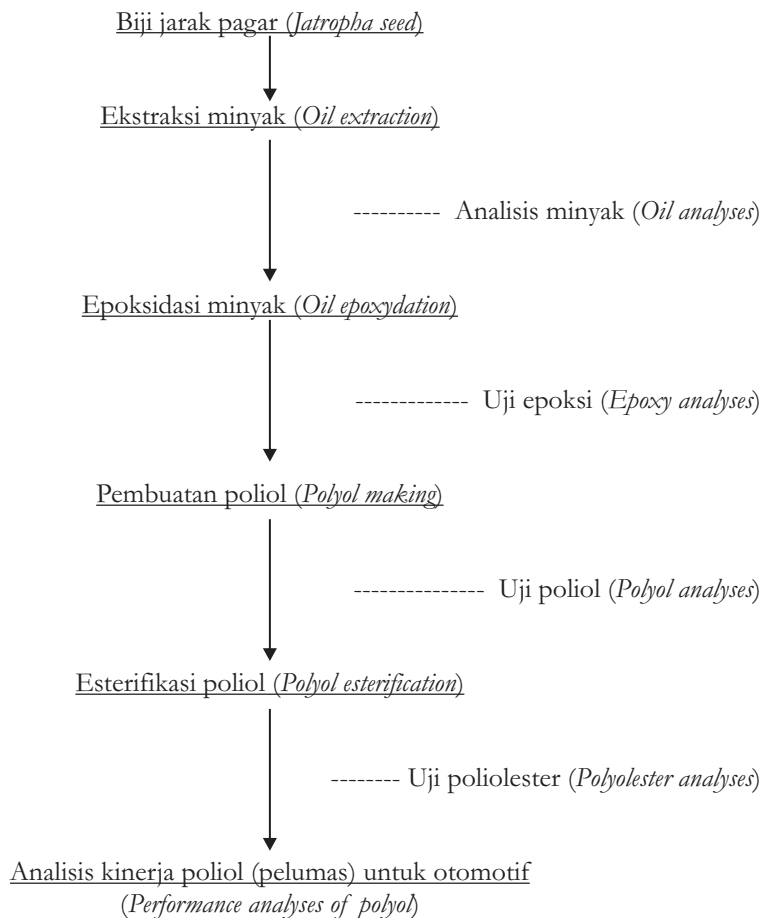 Biji jarak pagar (Jatropha seed)
Ekstraksi minyak (Oil extraction)
---------- Analisis minyak (Oil analyses)
Epoksidasi minyak (Oil epoxydation)
------------- Uji epoksi (Epoxy analyses)
Pembuatan poliol (Polyol making)
--------------- Uji poliol (Polyol analyses)
Esterifikasi poliol (Polyol esterification)
-------- Uji poliolester (Polyolester analyses)
Analisis kinerja poliol (pelumas) untuk otomotif
(Performance analyses of polyol)